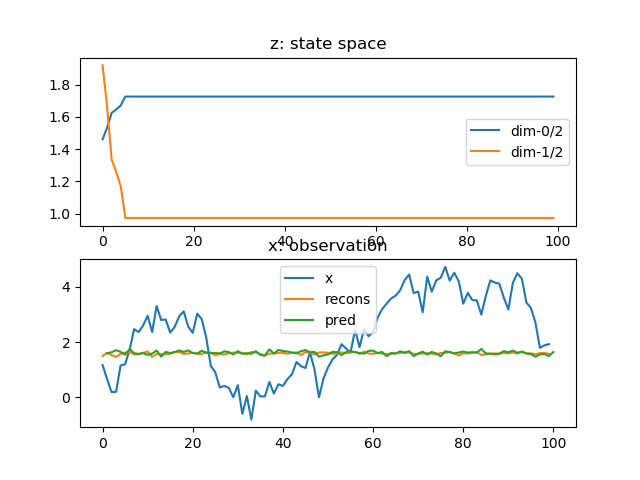 z: state space
1.8
1.6
1.4
1.2
1.0
dim-0/2
dim-1/2
0 20 40 60 80 100
x: observation
4
2
0
x
recons
pred
0 20 40 60 80 100